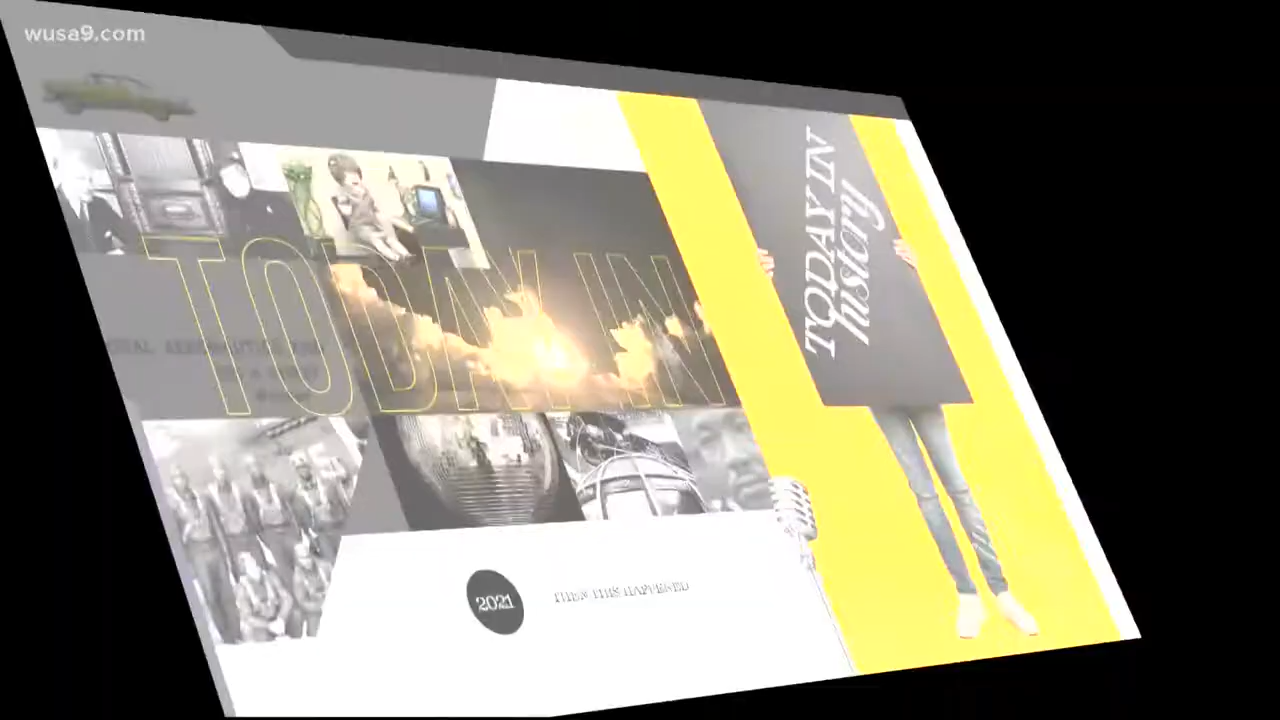 wusa9.com
TODAY IN
TODAY IN
history
2021
THEN THIS HAPPENED